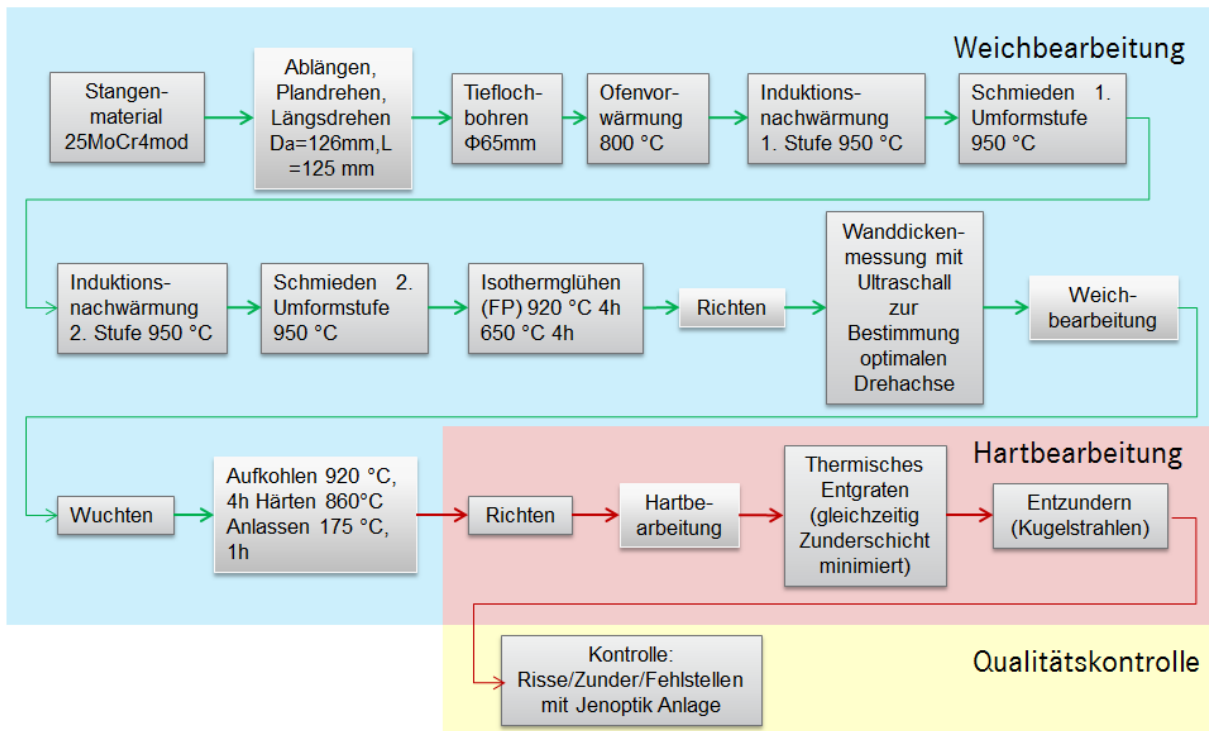 Weichbearbeitung
Stangen-
material
25MoCr4mod
Ablängen,
Plandrehen,
Längsdrehen
Da=126mm,L
=125 mm
Tiefloch-
bohren
Φ65mm
Ofenvor-
wärmung
800 °C
Induktions-
nachwärmung
1. Stufe 950 °C
Schmieden 1.
Umformstufe
950 °C
Induktions-
nachwärmung
2. Stufe 950 °C
Schmieden 2.
Umformstufe
950 °C
Isothermglühen
(FP) 920 °C 4h
650 °C 4h
Richten
Wanddicken-
messung mit
Ultraschall
zur
Bestimmung
optimalen
Drehachse
Weich-
bearbeitung
Wuchten
Aufkohlen 920 °C,
4h Härten 860°C
Anlassen 175 °C,
1h
Hartbearbeitung
Richten
Hartbe-
arbeitung
Thermisches
Entgraten
(gleichzeitig
Zunderschicht
minimiert)
Entzundern
(Kugelstrahlen)
Qualitätskontrolle
Kontrolle:
Risse/Zunder/Fehlstellen
mit Jenoptik Anlage